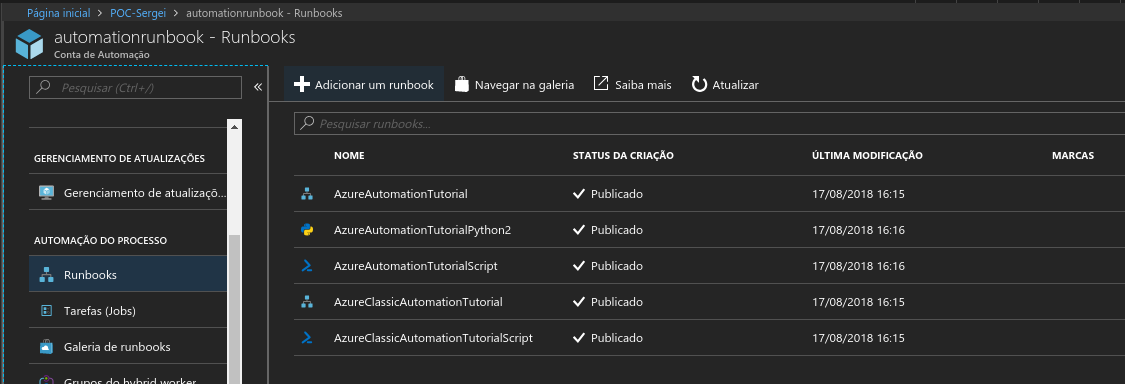 Página inicial > POC-Sergei > automationrunbook - Runbooks
automationrunbook - Runbooks
Conta de Automação
Pesquisar (Ctrl+/)
«
GERENCIAMENTO DE ATUALIZAÇÕES
Gerenciamento de atualizaçõ...
AUTOMAÇÃO DO PROCESSO
Runbooks
Tarefas (Jobs)
Galeria de runbooks
Grupos do hybrid worker
Adicionar um runbook Navegar na galeria Saiba mais Atualizar
Pesquisar runbooks...
NOME STATUS DA CRIAÇÃO ÚLTIMA MODIFICAÇÃO MARCAS
AzureAutomationTutorial Publicado 17/08/2018 16:15
AzureAutomationTutorialPython2 Publicado 17/08/2018 16:16
AzureAutomationTutorialScript Publicado 17/08/2018 16:16
AzureClassicAutomationTutorial Publicado 17/08/2018 16:15
AzureClassicAutomationTutorialScript Publicado 17/08/2018 16:15